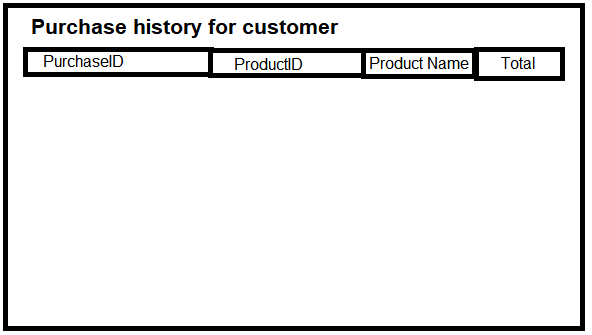 Purchase history for customer
PurchaseID ProductID Product Name Total